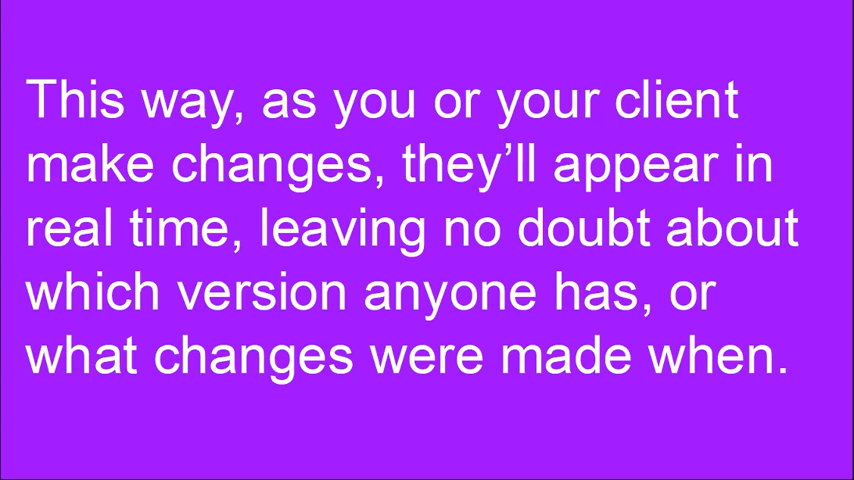 This way, as you or your client
make changes, they’ll appear in
real time, leaving no doubt about
which version anyone has, or
what changes were made when.